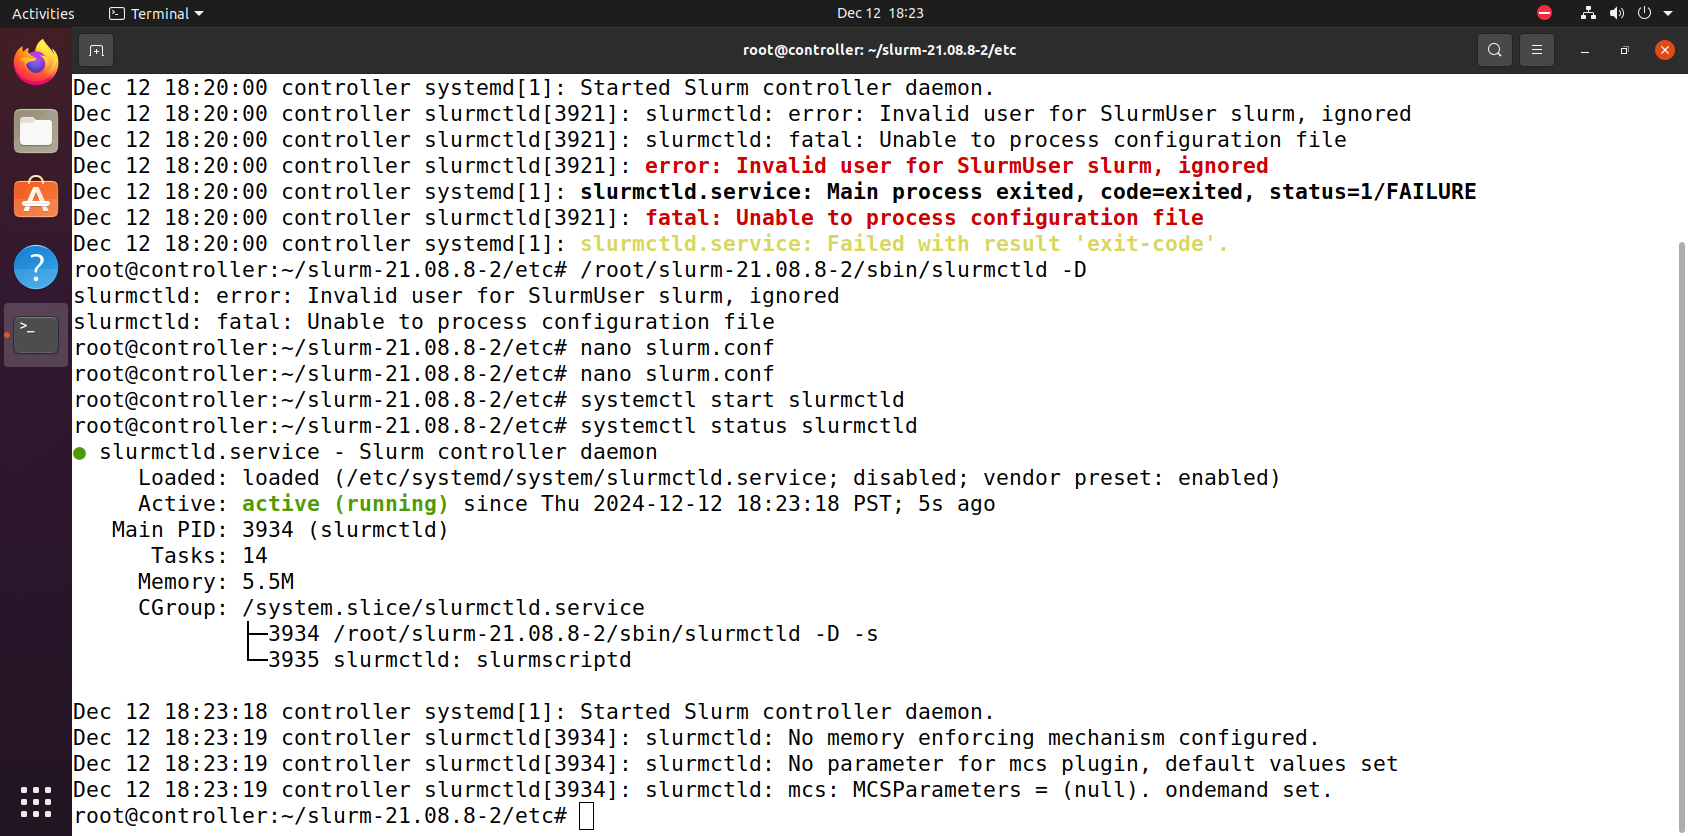 Activities Terminal Dec 12 18:23
root@controller: ~/slurm-21.08.8-2/etc
Dec 12 18:20:00 controller systemd[1]: Started Slurm controller daemon.
Dec 12 18:20:00 controller slurmctld[3921]: slurmctld: error: Invalid user for SlurmUser slurm, ignored
Dec 12 18:20:00 controller slurmctld[3921]: slurmctld: fatal: Unable to process configuration file
Dec 12 18:20:00 controller slurmctld[3921]: error: Invalid user for SlurmUser slurm, ignored
Dec 12 18:20:00 controller systemd[1]: slurmctld.service: Main process exited, code=exited, status=1/FAILURE
Dec 12 18:20:00 controller slurmctld[3921]: fatal: Unable to process configuration file
Dec 12 18:20:00 controller systemd[1]: slurmctld.service: Failed with result 'exit-code'.
root@controller:~/slurm-21.08.8-2/etc# /root/slurm-21.08.8-2/sbin/slurmctld -D
slurmctld: error: Invalid user for SlurmUser slurm, ignored
slurmctld: fatal: Unable to process configuration file
root@controller:~/slurm-21.08.8-2/etc# nano slurm.conf
root@controller:~/slurm-21.08.8-2/etc# nano slurm.conf
root@controller:~/slurm-21.08.8-2/etc# systemctl start slurmctld
root@controller:~/slurm-21.08.8-2/etc# systemctl status slurmctld
● slurmctld.service - Slurm controller daemon
Loaded: loaded (/etc/systemd/system/slurmctld.service; disabled; vendor preset: enabled)
Active: active (running) since Thu 2024-12-12 18:23:18 PST; 5s ago
Main PID: 3934 (slurmctld)
Tasks: 14
Memory: 5.5M
CGroup: /system.slice/slurmctld.service
├─3934 /root/slurm-21.08.8-2/sbin/slurmctld -D -s
└─3935 slurmctld: slurmscriptd
Dec 12 18:23:18 controller systemd[1]: Started Slurm controller daemon.
Dec 12 18:23:19 controller slurmctld[3934]: slurmctld: No memory enforcing mechanism configured.
Dec 12 18:23:19 controller slurmctld[3934]: slurmctld: No parameter for mcs plugin, default values set
Dec 12 18:23:19 controller slurmctld[3934]: slurmctld: mcs: MCSParameters = (null). ondemand set.
root@controller:~/slurm-21.08.8-2/etc#